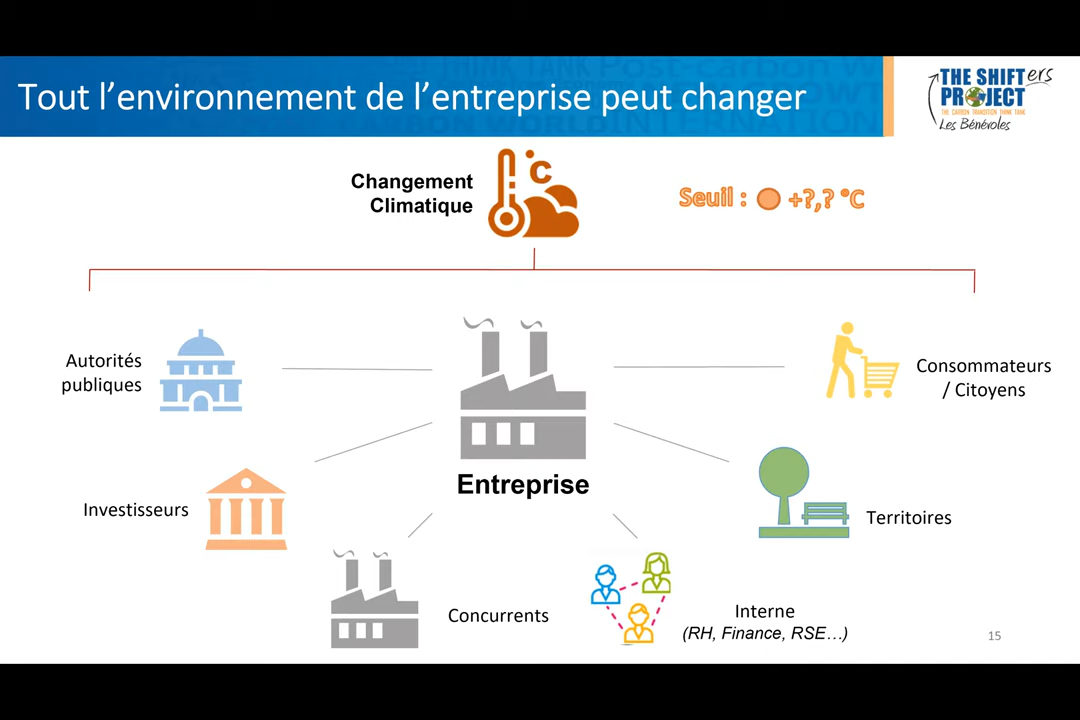 Tout l’environnement de l’entreprise peut changer
THE SHIFTers
PROJECT
THE CARBON TRANSITION THINK TANK
Les Bénévoles
Changement
Climatique
°C
Seuil : +?,? °C
Autorités
publiques
Consommateurs
/ Citoyens
Entreprise
Investisseurs
Territoires
Concurrents
Interne
(RH, Finance, RSE…)
15